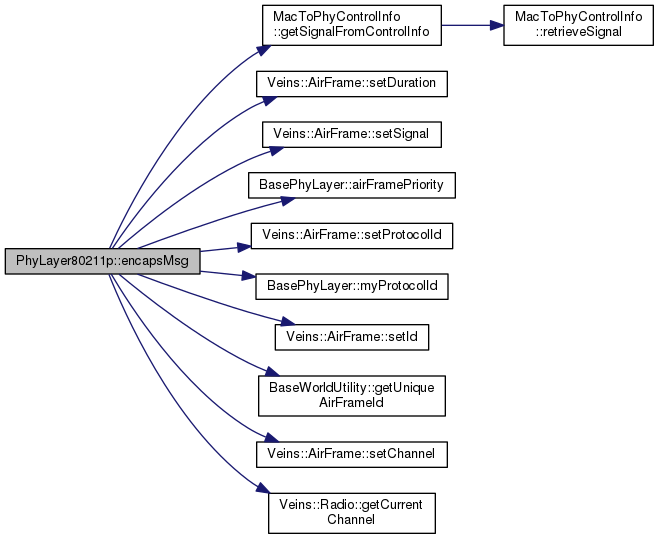 MacToPhyControlInfo
::getSignalFromControlInfo
MacToPhyControlInfo
::retrieveSignal
Veins::AirFrame::setDuration
Veins::AirFrame::setSignal
BasePhyLayer::airFramePriority
Veins::AirFrame::setProtocolId
PhyLayer80211p::encapsMsg
BasePhyLayer::myProtocolId
Veins::AirFrame::setId
BaseWorldUtility::getUnique
AirFrameId
Veins::AirFrame::setChannel
Veins::Radio::getCurrent
Channel